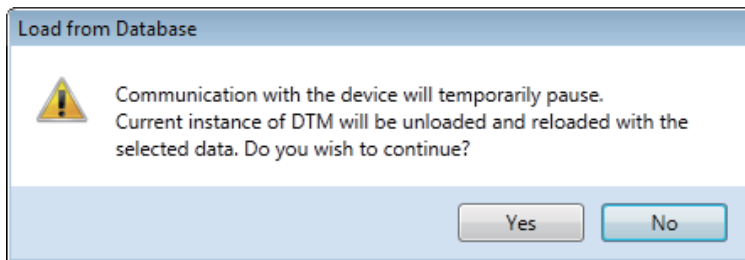 Load from Database
Communication with the device will temporarily pause.
Current instance of DTM will be unloaded and reloaded with the
selected data. Do you wish to continue?
Yes
No